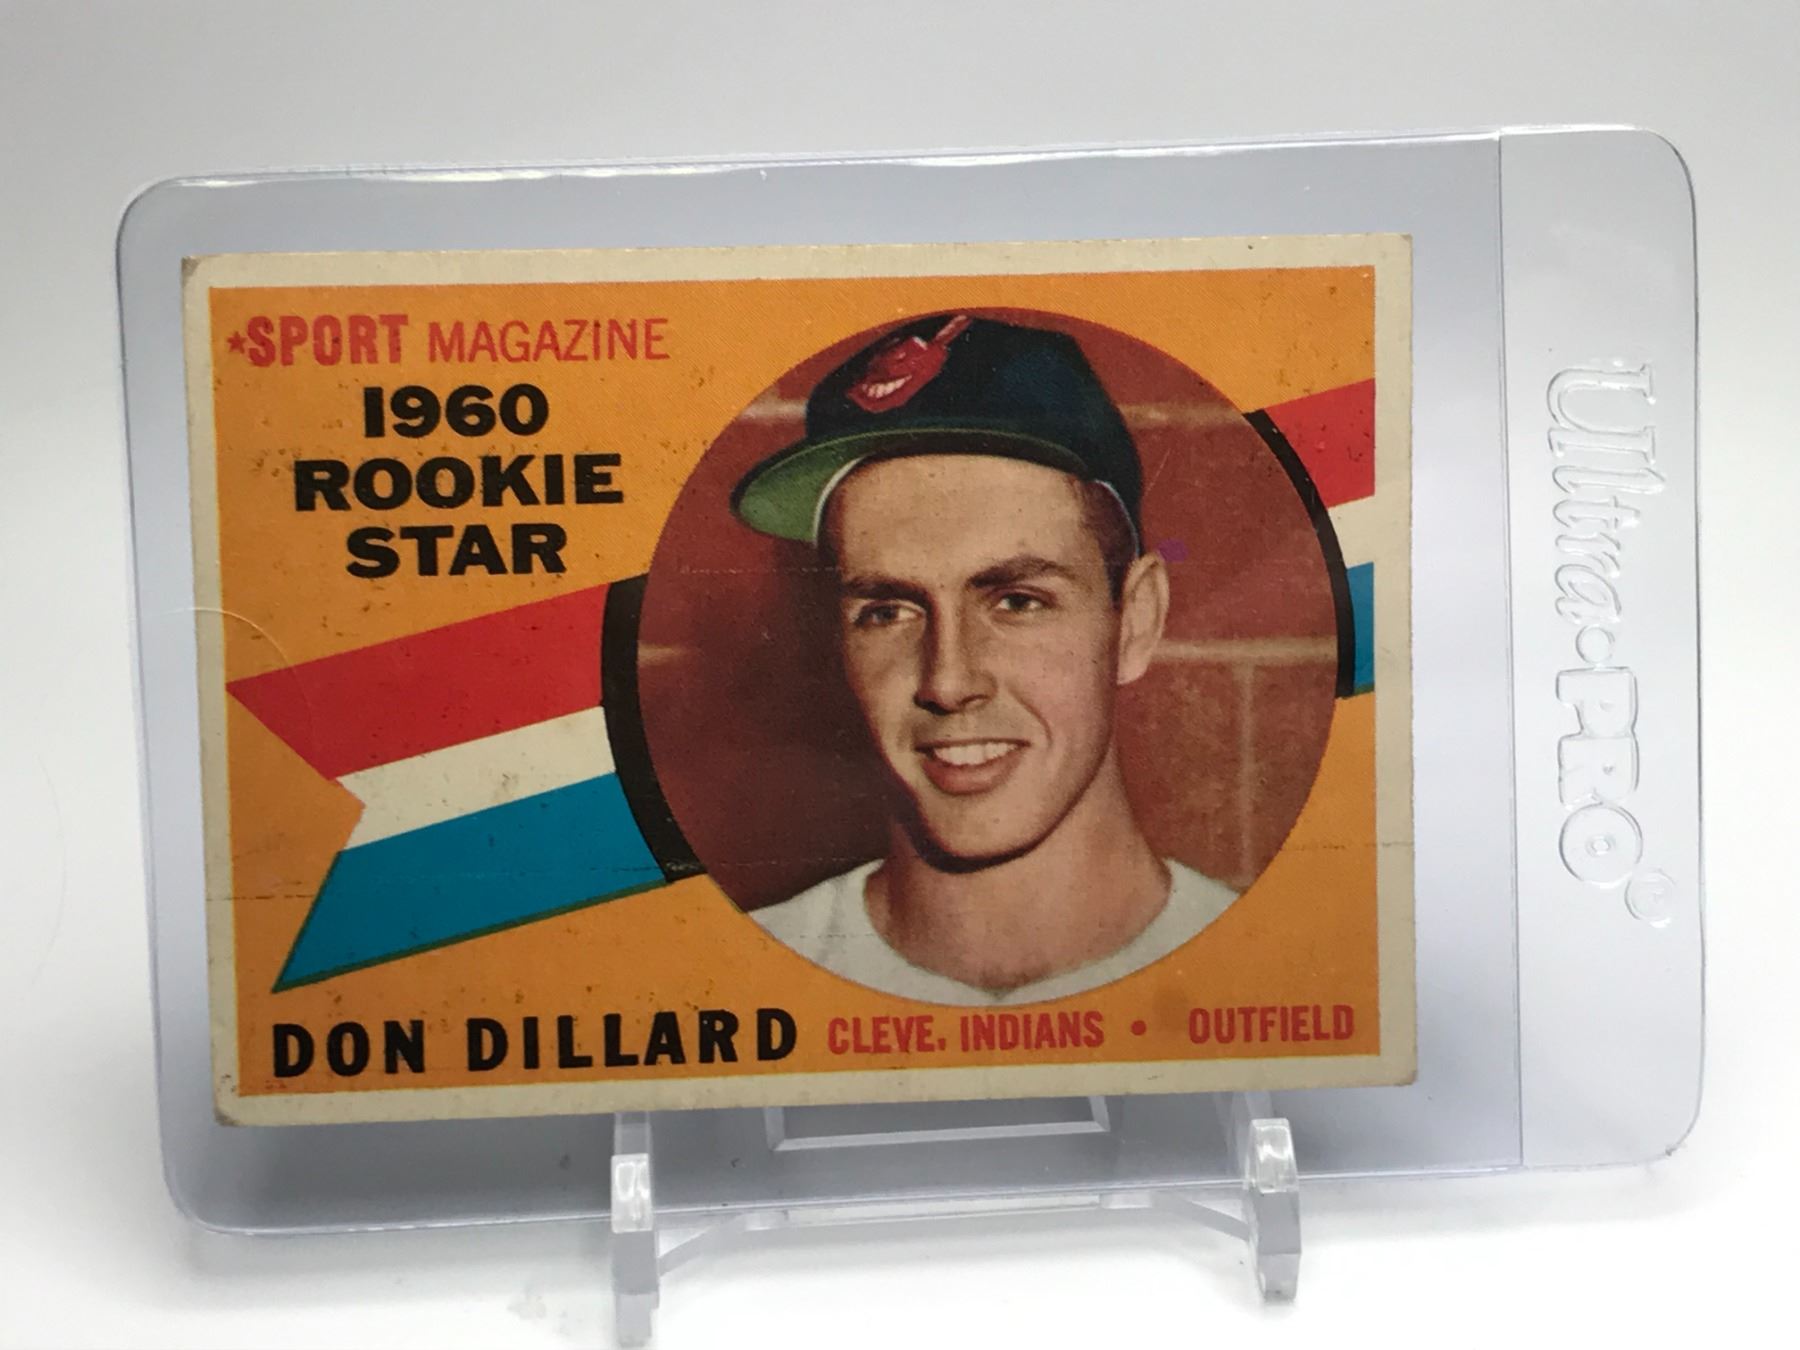 ★SPORT MAGAZINE
1960
ROOKIE
STAR
DON DILLARD CLEVE. INDIANS • OUTFIELD
Ultra•PRO®